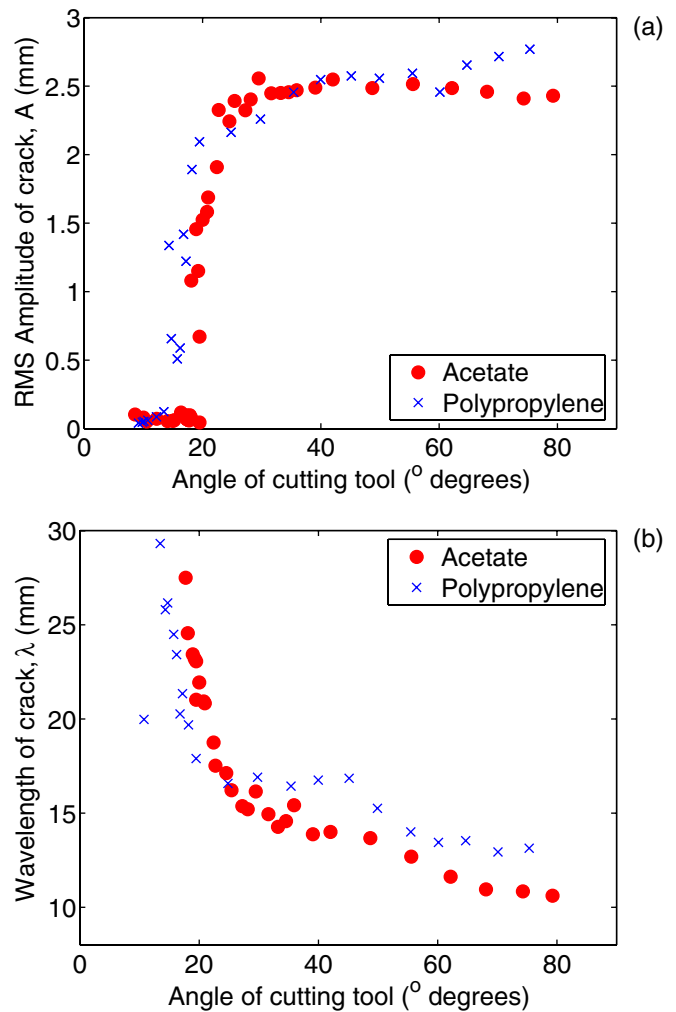 (a)
3
2.5
2
1.5
1
0.5
0
RMS Amplitude of crack, A (mm)
Acetate
Polypropylene
0 20 40 60 80
Angle of cutting tool (° degrees)
(b)
30
25
20
15
10
Wavelength of crack, λ (mm)
Acetate
Polypropylene
0 20 40 60 80
Angle of cutting tool (° degrees)